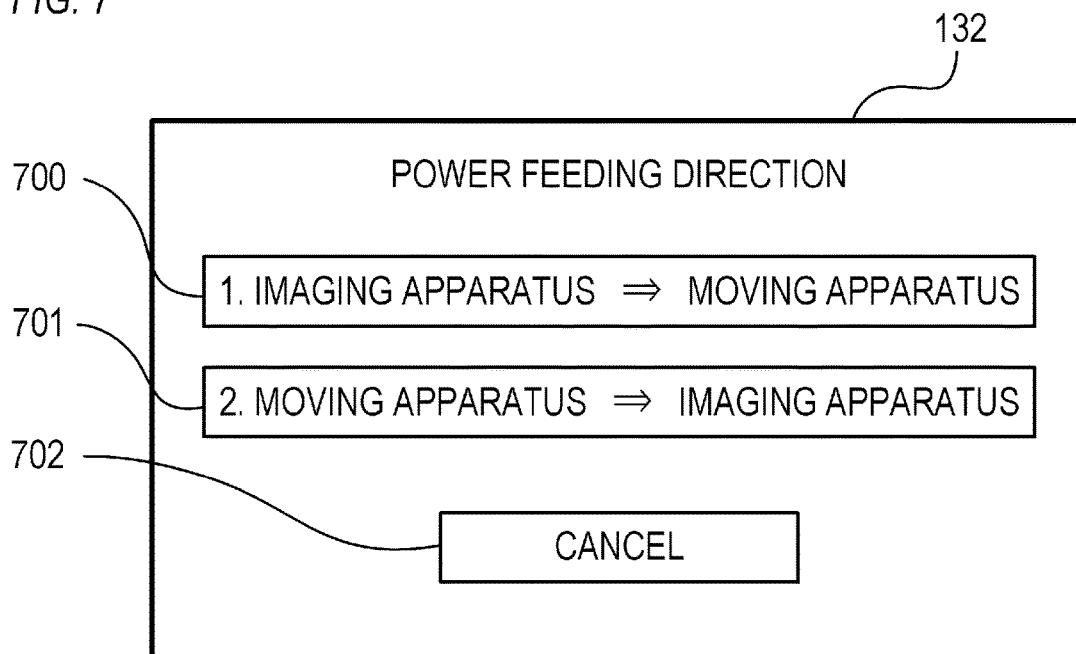 FIG. 7
132
POWER FEEDING DIRECTION
700
1. IMAGING APPARATUS ⇒ MOVING APPARATUS
701
2. MOVING APPARATUS ⇒ IMAGING APPARATUS
702
CANCEL